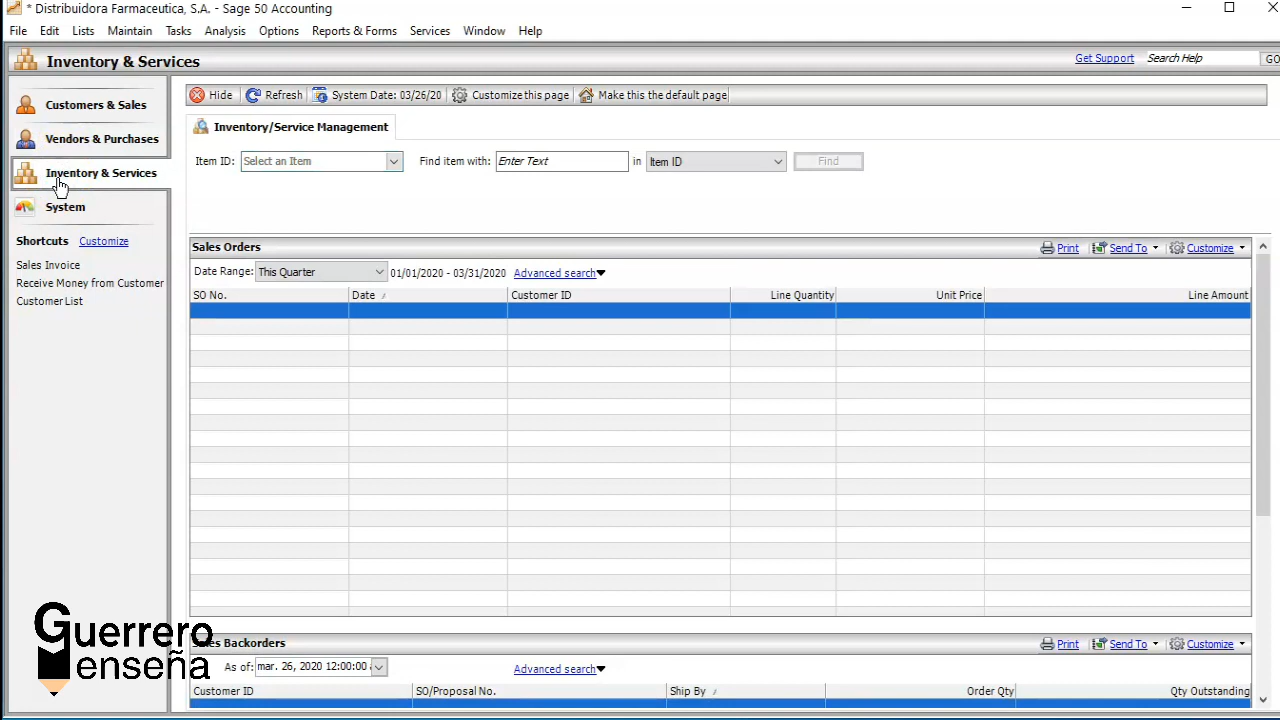 * Distribuidora Farmaceutica, S.A. - Sage 50 Accounting
File Edit Lists Maintain Tasks Analysis Options Reports & Forms Services Window Help
Inventory & Services
Get Support Search Help GO
Customers & Sales
Vendors & Purchases
Inventory & Services
System
Shortcuts Customize
Sales Invoice
Receive Money from Customer
Customer List
Hide Refresh System Date: 03/26/20 Customize this page Make this the default page
Inventory/Service Management
Item ID: Select an Item Find item with: Enter Text in Item ID Find
Sales Orders Print Send To Customize
Date Range: This Quarter 01/01/2020 - 03/31/2020 Advanced search
SO No. Date Customer ID Line Quantity Unit Price Line Amount
Sales Backorders Print Send To Customize
As of: mar. 26, 2020 12:00:00 Advanced search
Customer ID SO/Proposal No. Ship By Order Qty Qty Outstanding
Guerrero
enseña